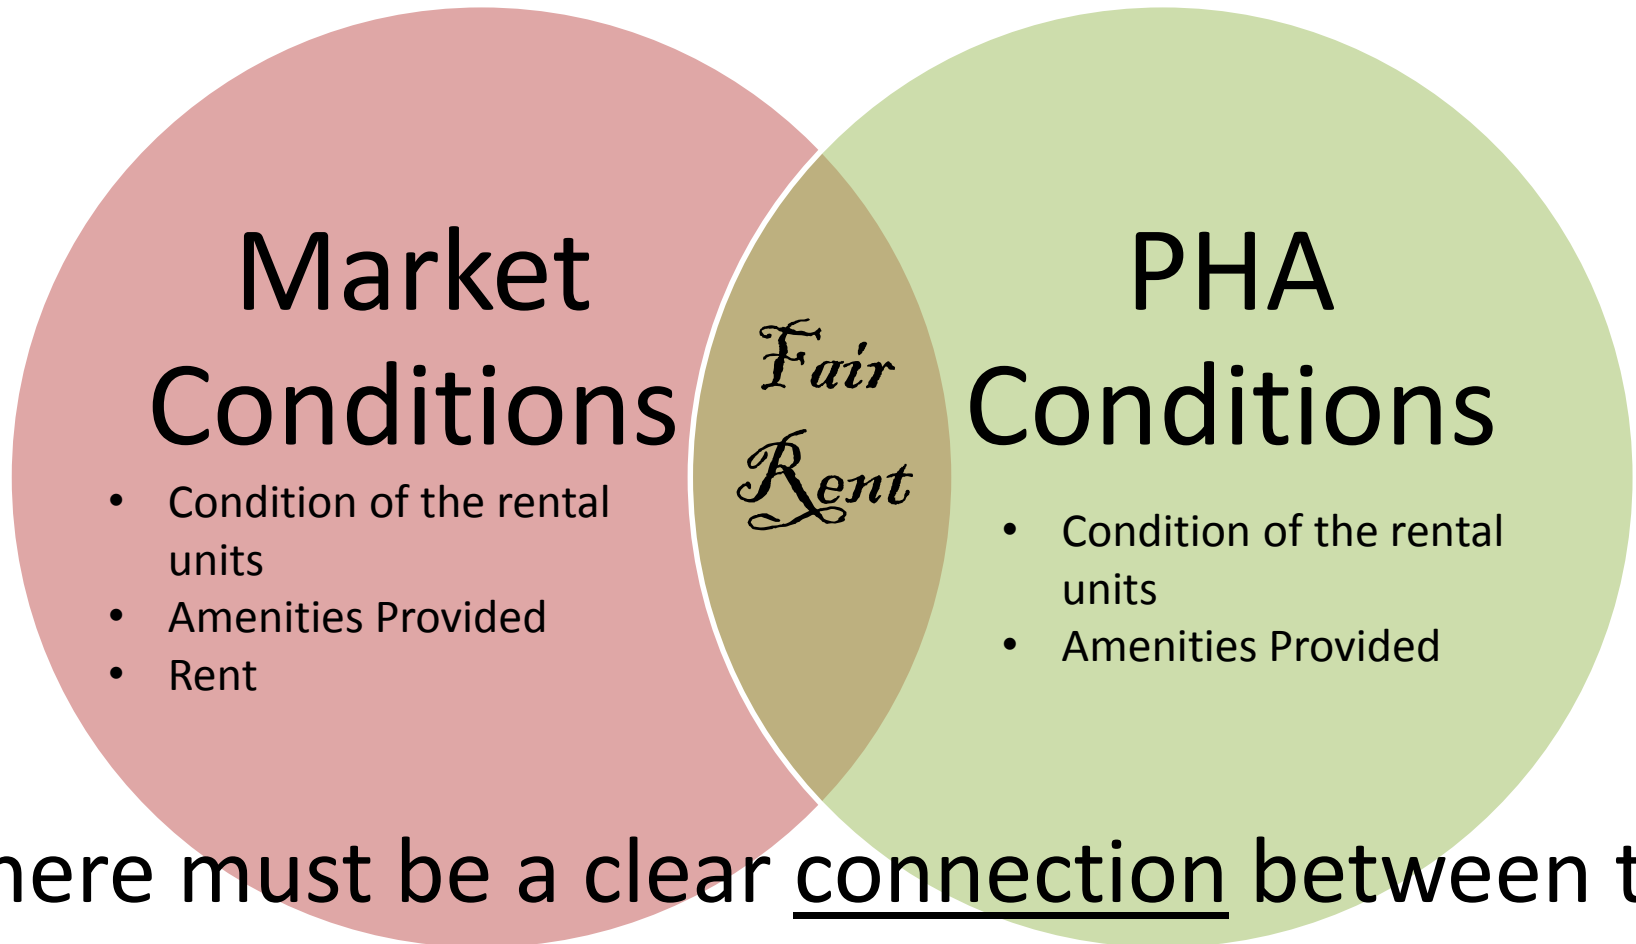 Market
Conditions
• Condition of the rental
units
• Amenities Provided
• Rent
Fair
Rent
PHA
Conditions
• Condition of the rental
units
• Amenities Provided
here must be a clear connection between t